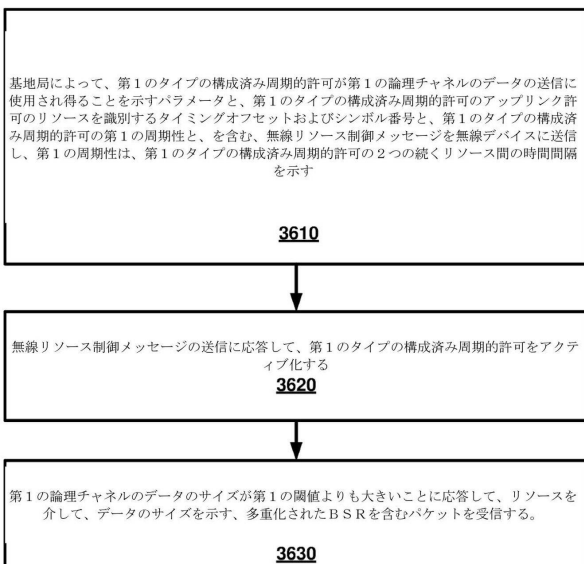 基地局によって、第１のタイプの構成済み周期的許可が第１の論理チャネルのデータの送信に
使用され得ることを示すパラメータと、第１のタイプの構成済み周期的許可のアップリンク許
可のリソースを識別するタイミングオフセットおよびシンボル番号と、第１のタイプの構成済
み周期的許可の第１の周期性と、を含む、無線リソース制御メッセージを無線デバイスに送信
し、第１の周期性は、第１のタイプの構成済み周期的許可の２つの続くリソース間の時間間隔
を示す
3610
無線リソース制御メッセージの送信に応答して、第１のタイプの構成済み周期的許可をアクテ
ィブ化する
3620
第１の論理チャネルのデータのサイズが第１の閾値よりも大きいことに応答して、リソースを
介して、データのサイズを示す、多重化されたＢＳＲを含むパケットを受信する。
3630